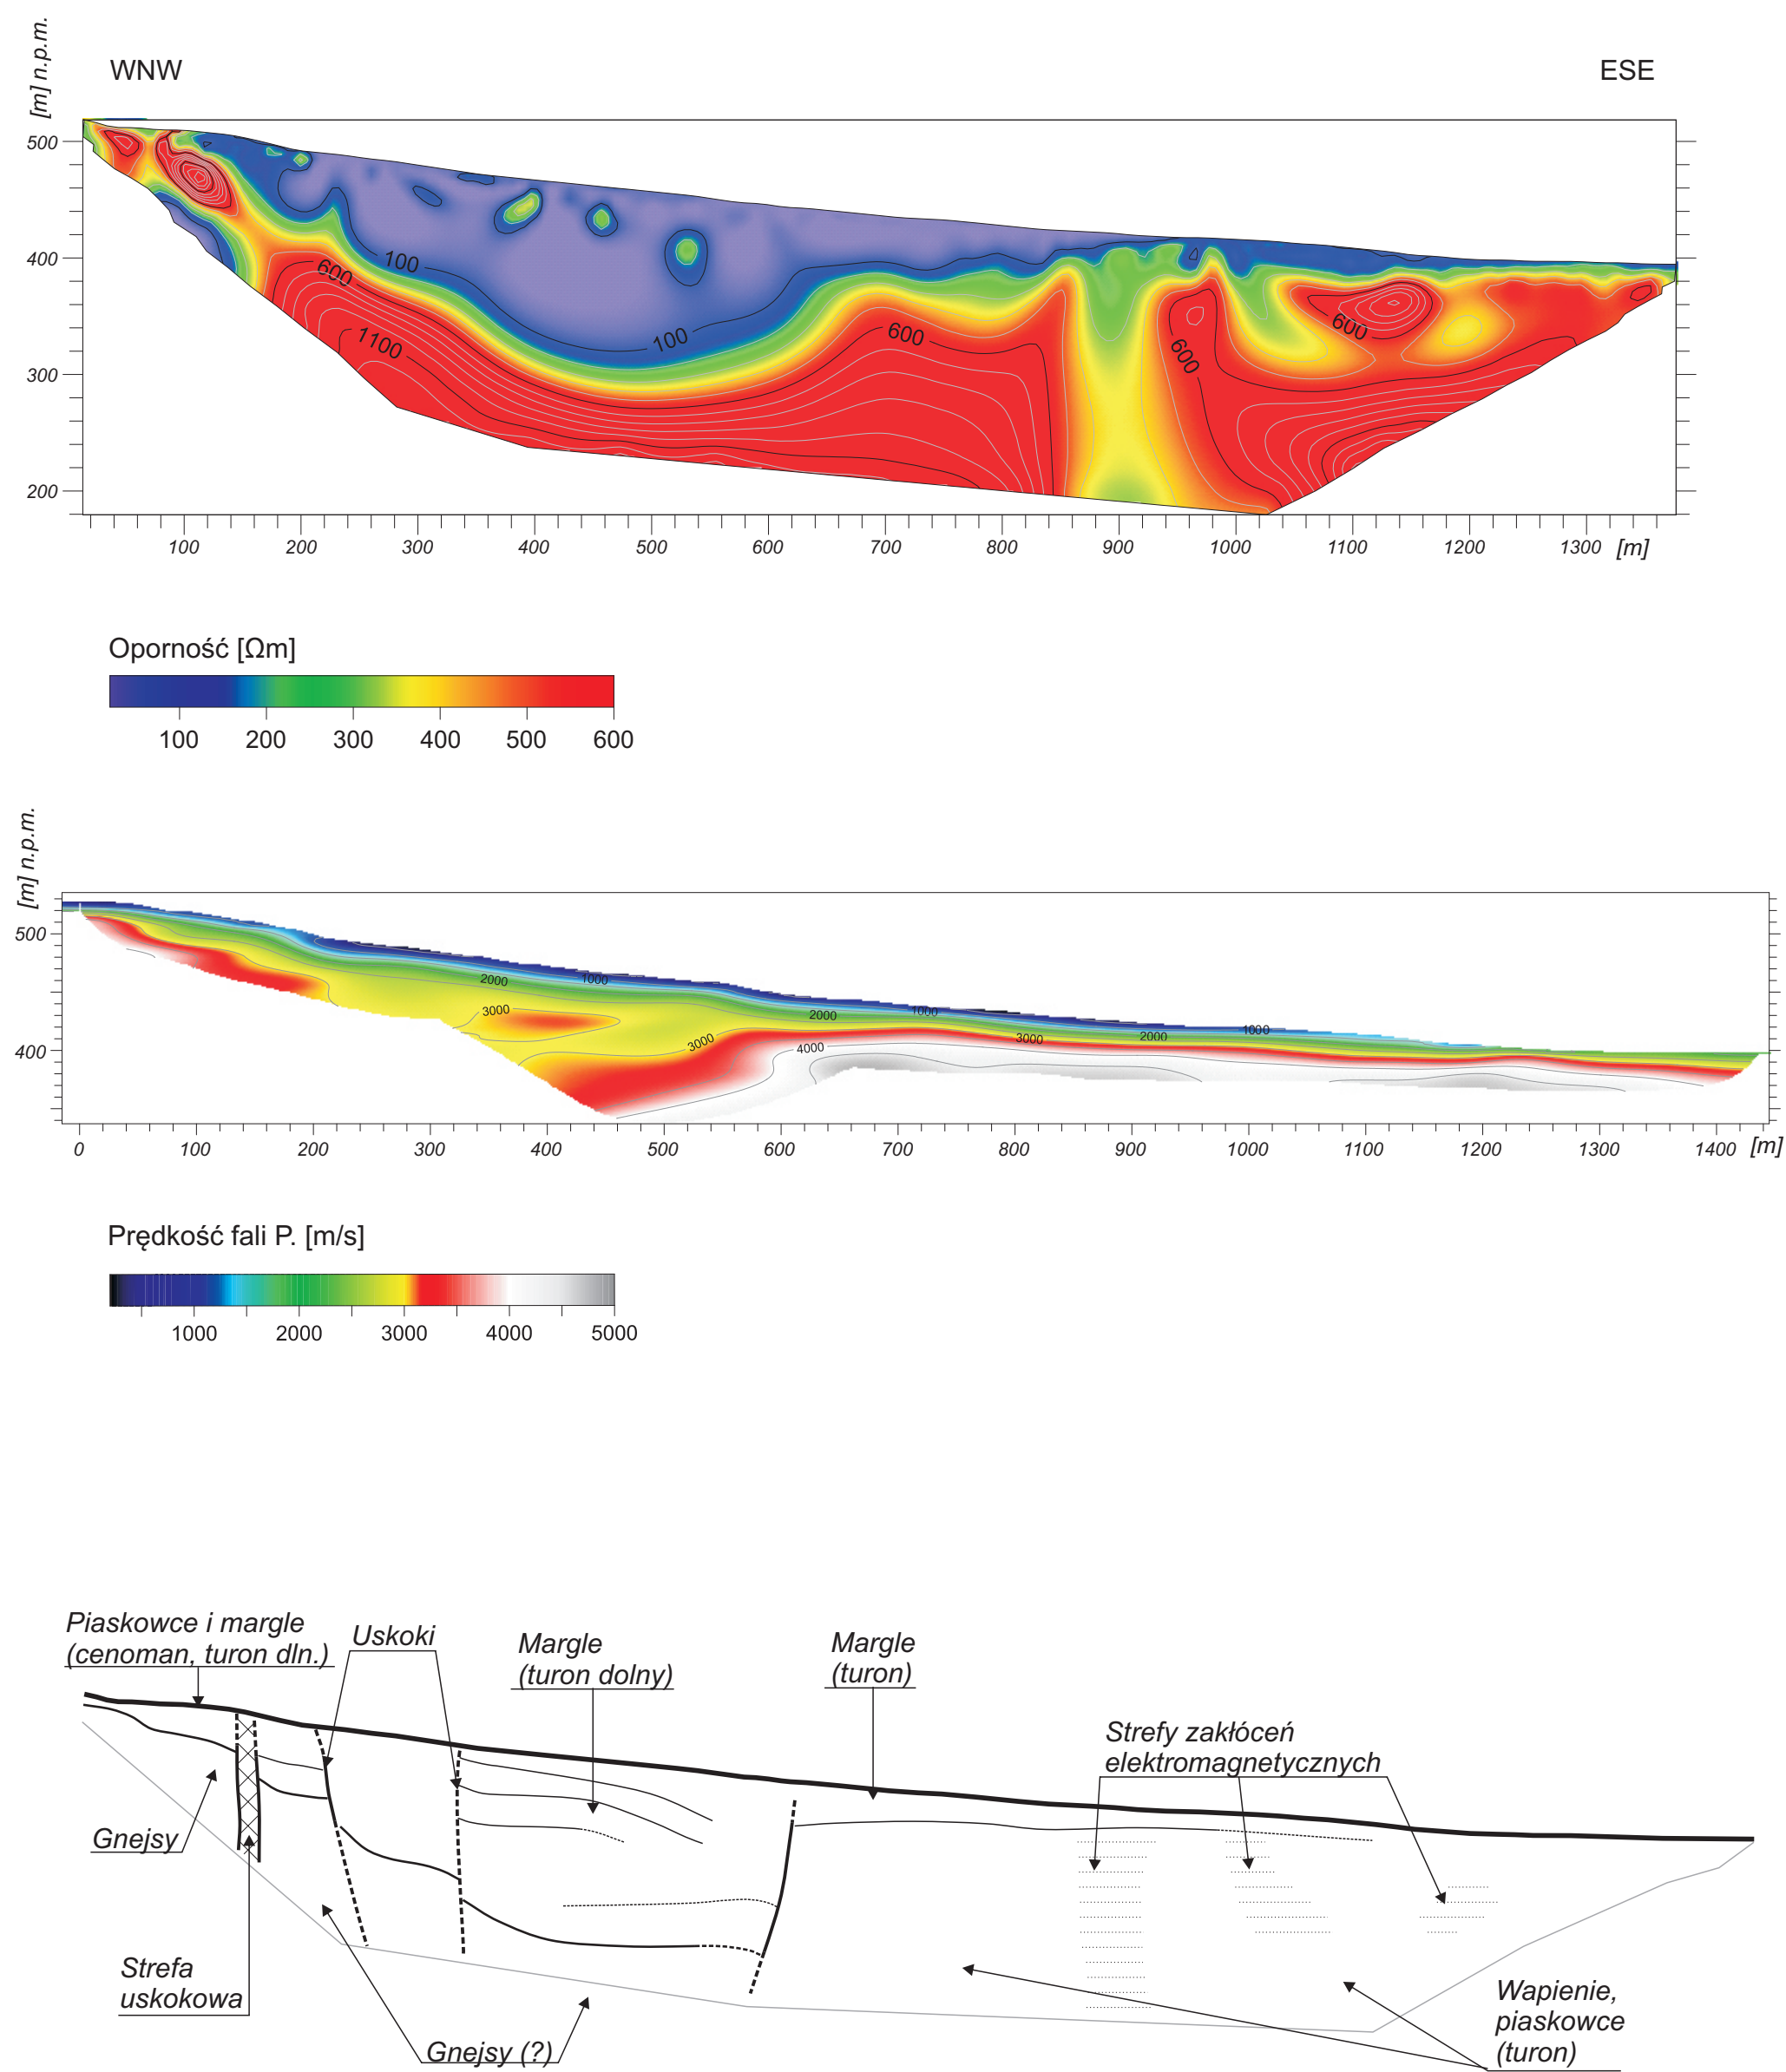 [m] n.p.m.
WNW
ESE
500
400
300
200
100
600
1100
100
600
600
600
100 200 300 400 500 600 700 800 900 1000 1100 1200 1300 [m]
Oporność [Ωm]
100 200 300 400 500 600
[m] n.p.m.
500
400
2000
1000
3000
3000
2000
1000
4000
3000
2000
1000
0 100 200 300 400 500 600 700 800 900 1000 1100 1200 1300 1400 [m]
Prędkość fali P. [m/s]
1000 2000 3000 4000 5000
Piaskowce i margle
(cenoman, turon dln.)
Uskoki
Margle
(turon dolny)
Margle
(turon)
Strefy zakłóceń
elektromagnetycznych
Gnejsy
Strefa
uskokowa
Gnejsy (?)
Wapienie,
piaskowce
(turon)